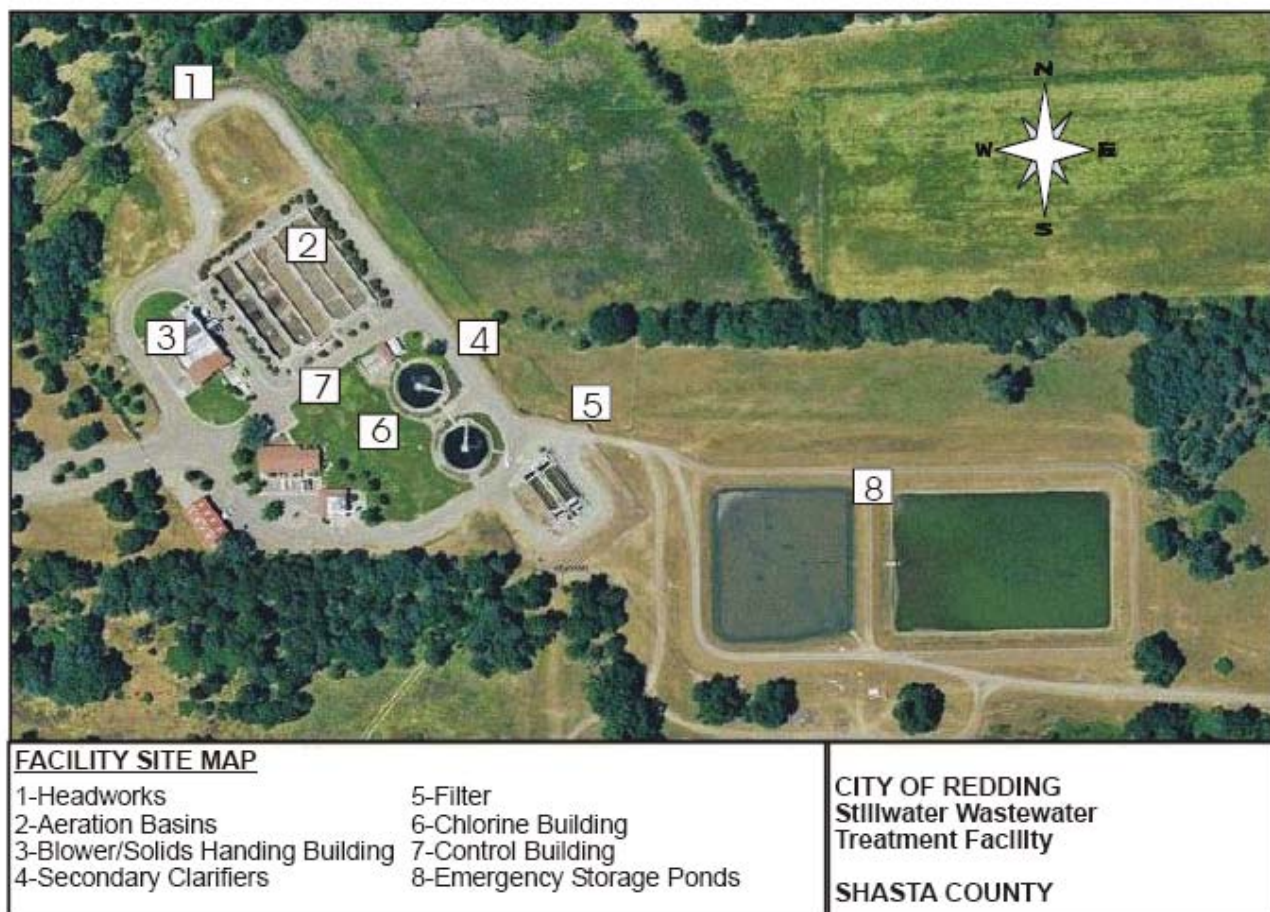 1
N
W
E
S
2
3
4
7
5
6
8
FACILITY SITE MAP
1-Headworks
2-Aeration Basins
3-Blower/Solids Handing Building
4-Secondary Clarifiers
5-Filter
6-Chlorine Building
7-Control Building
8-Emergency Storage Ponds
CITY OF REDDING
Stillwater Wastewater
Treatment Facility
SHASTA COUNTY